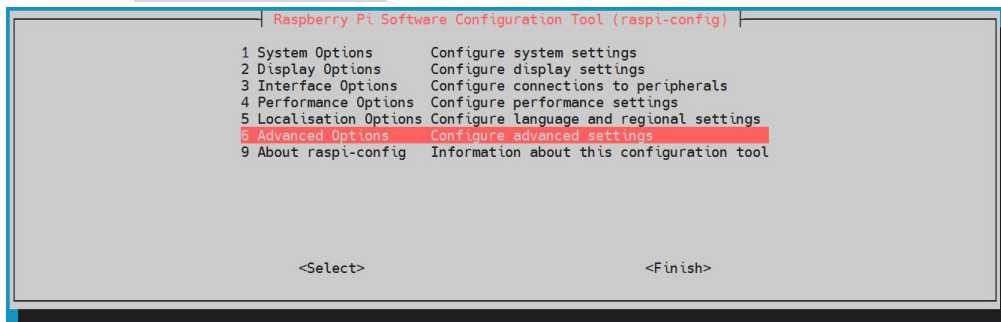 Raspberry Pi Software Configuration Tool (raspi-config)
1 System Options Configure system settings
2 Display Options Configure display settings
3 Interface Options Configure connections to peripherals
4 Performance Options Configure performance settings
5 Localisation Options Configure language and regional settings
6 Advanced Options Configure advanced settings
9 About raspi-config Information about this configuration tool
<Select> <Finish>